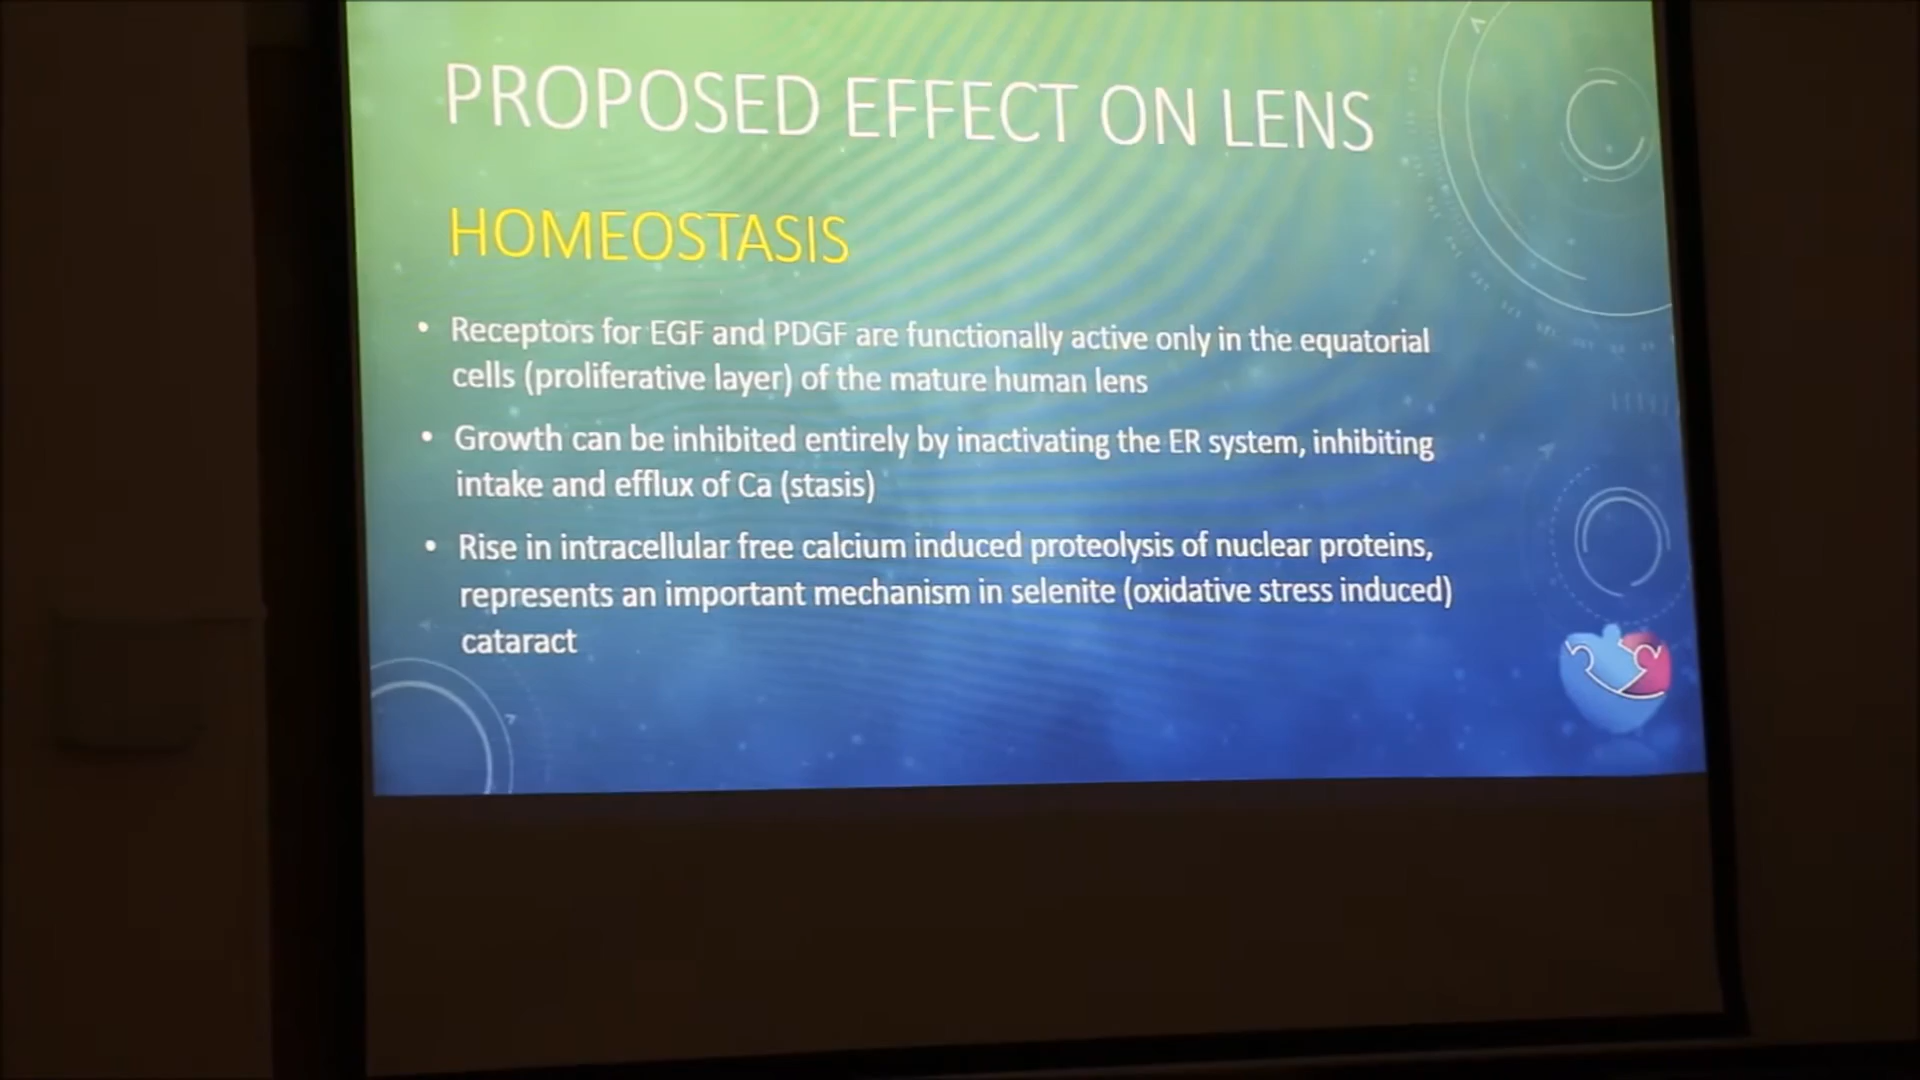 PROPOSED EFFECT ON LENS
HOMEOSTASIS
• Receptors for EGF and PDGF are functionally active only in the equatorial
cells (proliferative layer) of the mature human lens
• Growth can be inhibited entirely by inactivating the ER system, inhibiting
intake and efflux of Ca (stasis)
• Rise in intracellular free calcium induced proteolysis of nuclear proteins,
represents an important mechanism in selenite (oxidative stress induced)
cataract